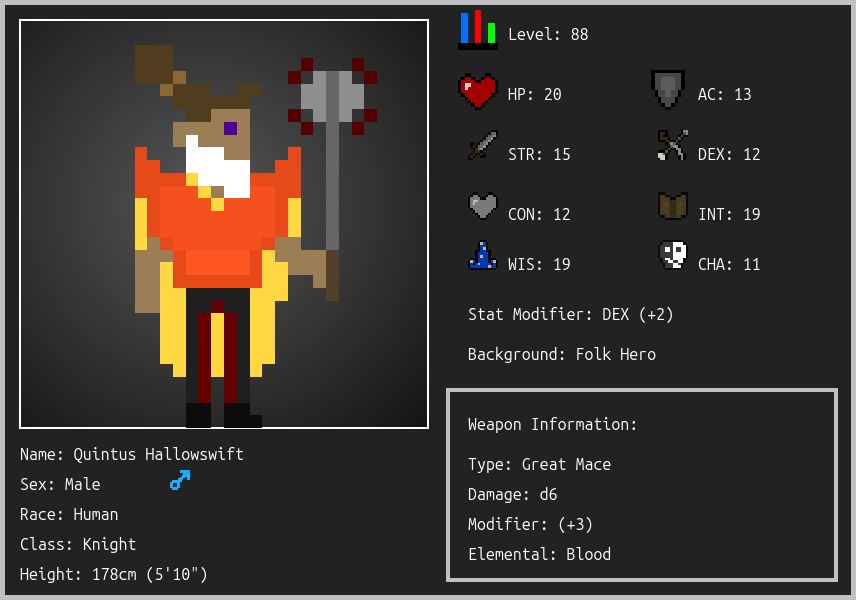 Level: 88
HP: 20
AC: 13
STR: 15
DEX: 12
CON: 12
INT: 19
WIS: 19
CHA: 11
Stat Modifier: DEX (+2)
Background: Folk Hero
Weapon Information:
Type: Great Mace
Damage: d6
Modifier: (+3)
Elemental: Blood
Name: Quintus Hallowswift
Sex: Male
Race: Human
Class: Knight
Height: 178cm (5'10")